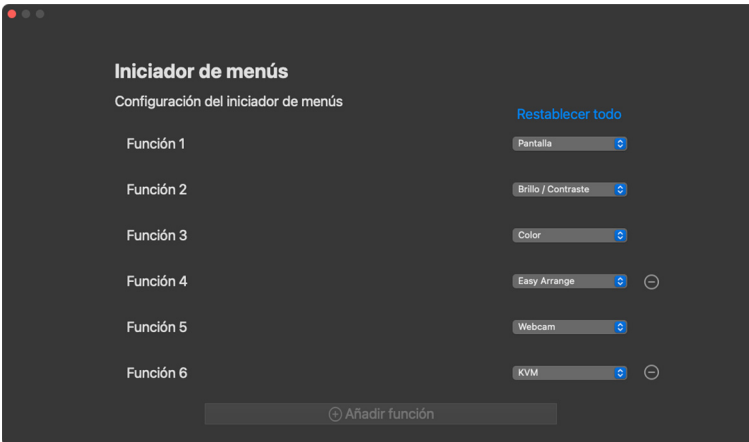 Iniciador de menús
Configuración del iniciador de menús
Restablecer todo
Función 1 Pantalla
Función 2 Brillo / Contraste
Función 3 Color
Función 4 Easy Arrange
Función 5 Webcam
Función 6 KVM
Añadir función